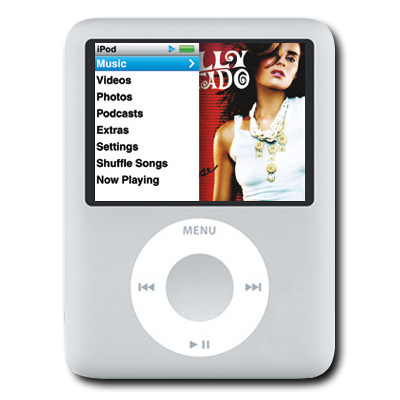 iPod
Music
Videos
Photos
Podcasts
Extras
Settings
Shuffle Songs
Now Playing
LLY
ADO
MENU